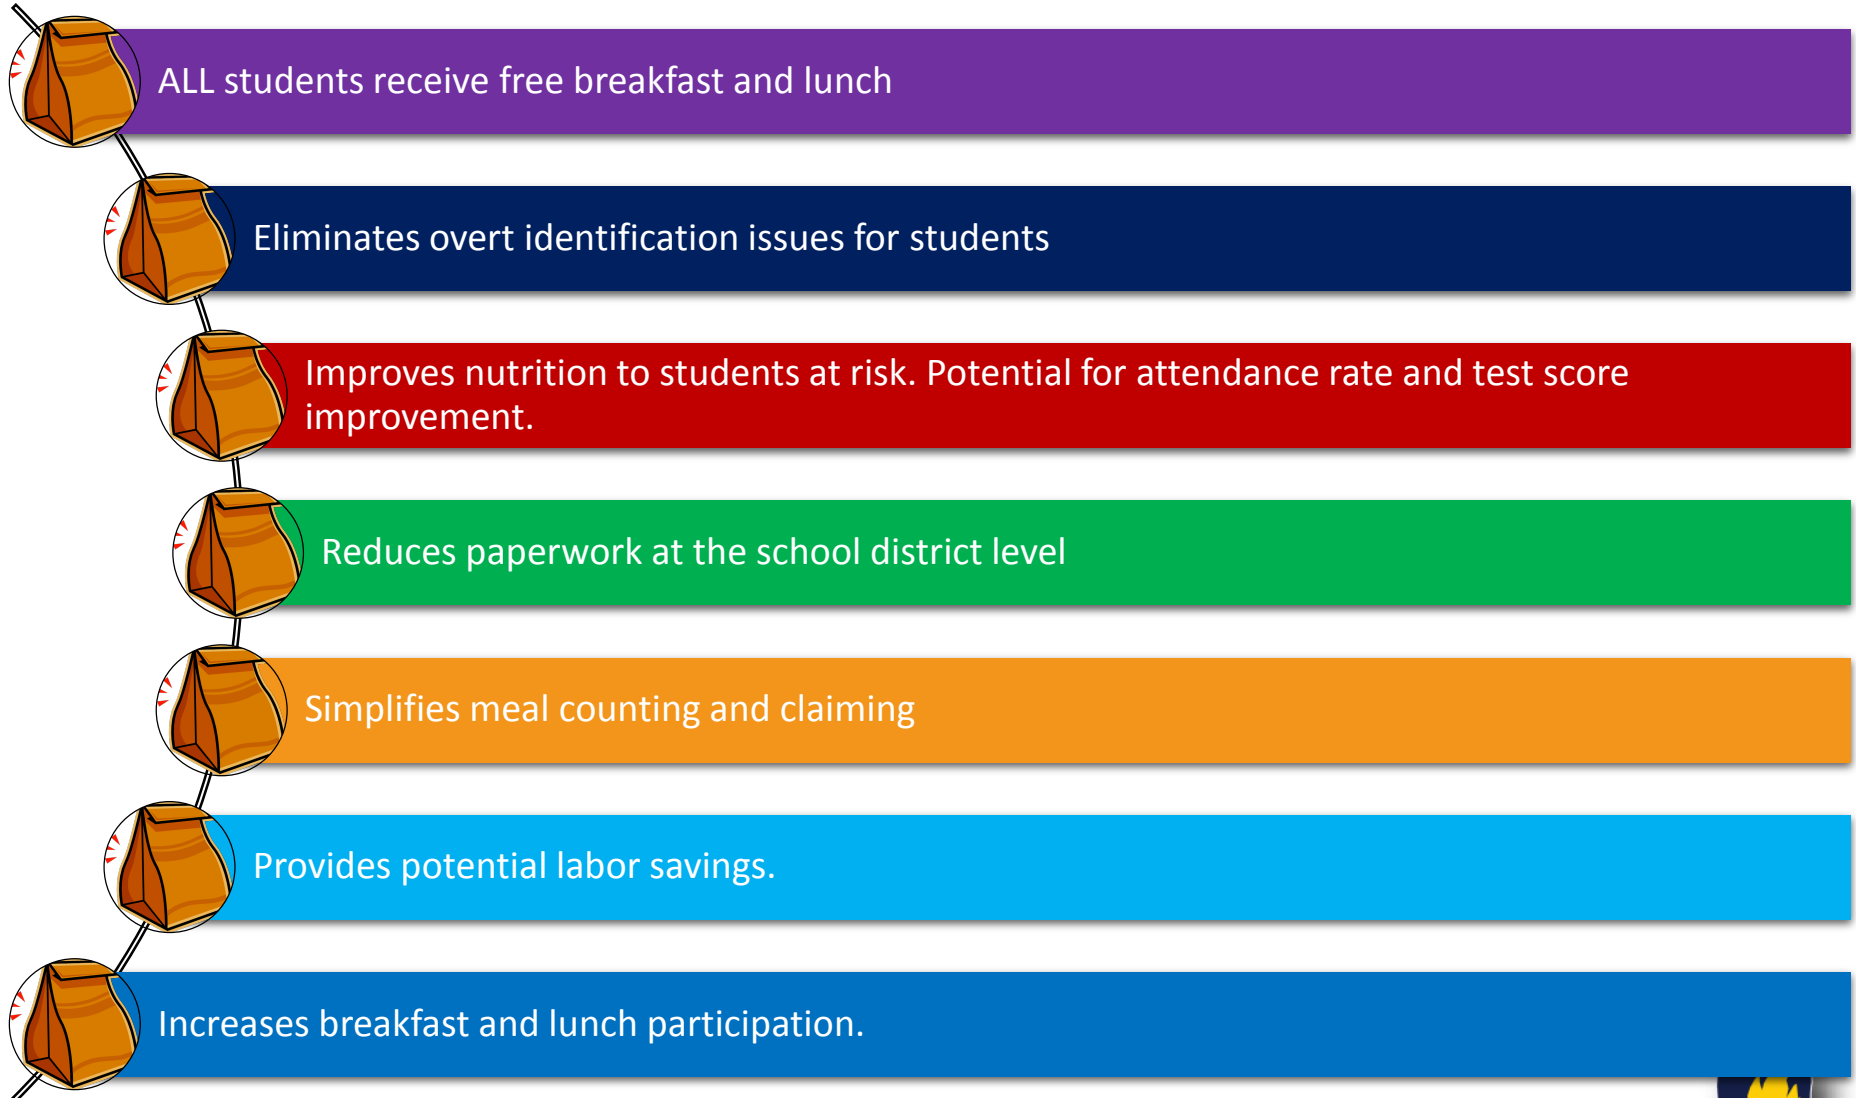 ALL students receive free breakfast and lunch
Eliminates overt identification issues for students
Improves nutrition to students at risk. Potential for attendance rate and test score
improvement.
Reduces paperwork at the school district level
Simplifies meal counting and claiming
Provides potential labor savings.
Increases breakfast and lunch participation.